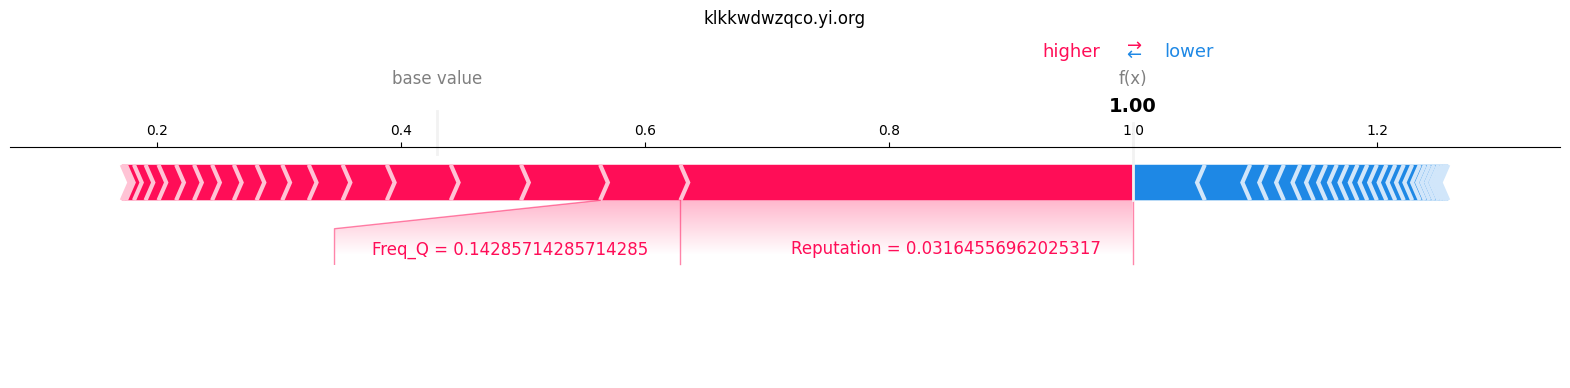 klkkwdwzqco.yi.org
higher ⇄ lower
base value f(x)
1.00
0.2 0.4 0.6 0.8 1.0 1.2
Freq_Q = 0.14285714285714285 Reputation = 0.03164556962025317